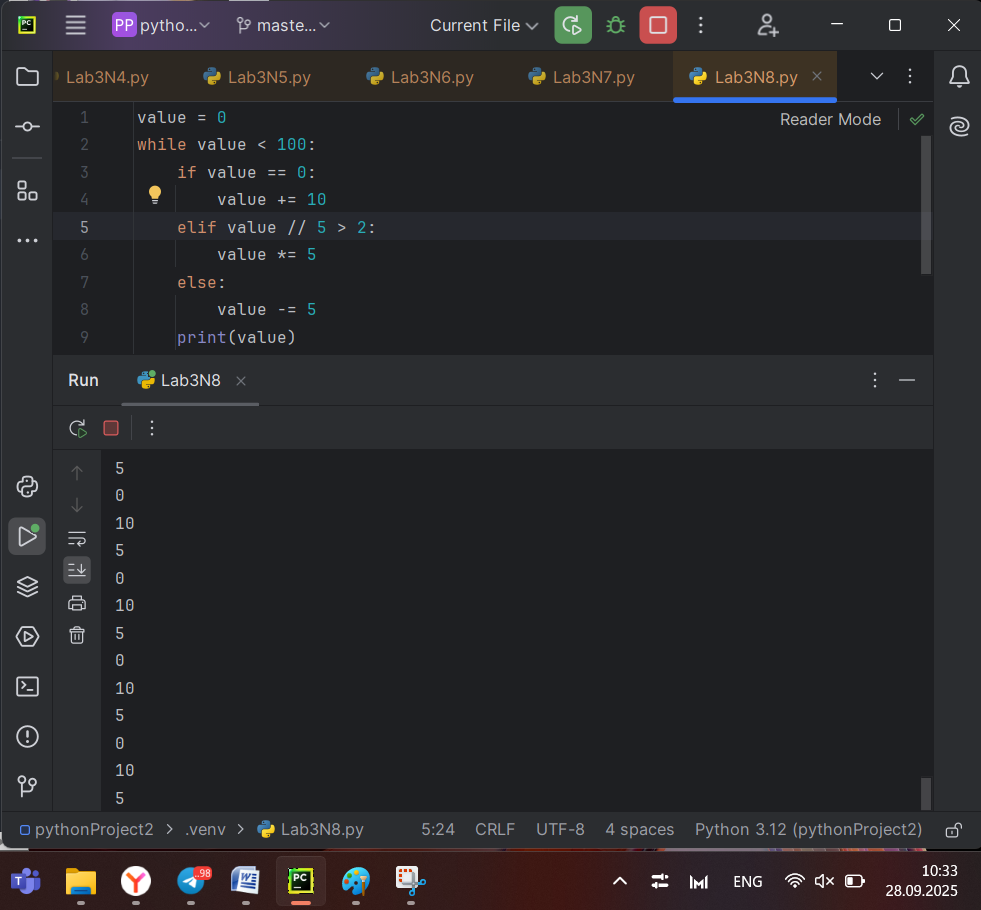 PC PP pytho... maste... Current File
Lab3N4.py Lab3N5.py Lab3N6.py Lab3N7.py Lab3N8.py
Reader Mode
1 value = 0
2 while value < 100:
3 if value == 0:
4 value += 10
5 elif value // 5 > 2:
6 value *= 5
7 else:
8 value -= 5
9 print(value)
Run Lab3N8
5
0
10
5
0
10
5
0
10
5
0
10
5
pythonProject2 > .venv > Lab3N8.py 5:24 CRLF UTF-8 4 spaces Python 3.12 (pythonProject2)
T Y 98 W PC ENG 10:33
28.09.2025